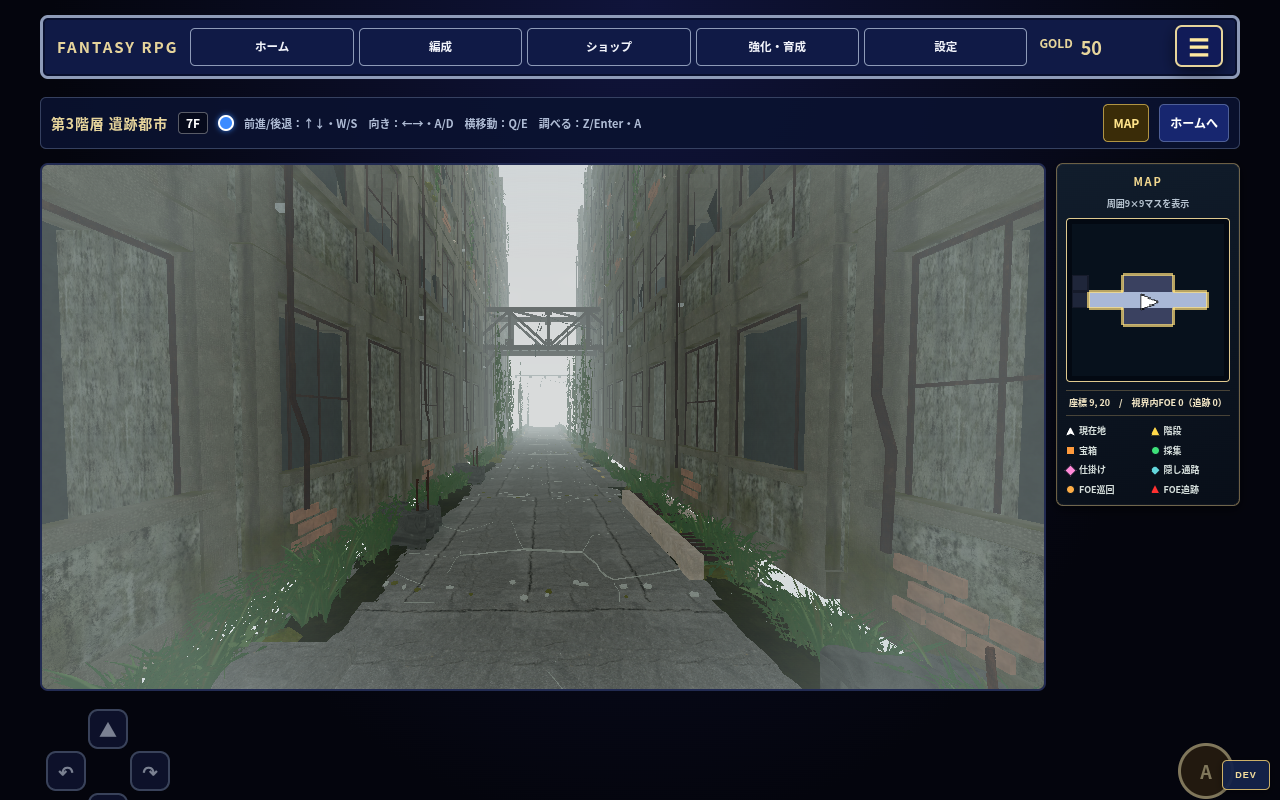 FANTASY RPG
ホーム
編成
ショップ
強化・育成
設定
GOLD 50
第3階層 遺跡都市
7F
前進/後退：↑↓・W/S　向き：←→・A/D　横移動：Q/E　調べる：Z/Enter・A
MAP
ホームへ
MAP
周囲9×9マスを表示
座標 9, 20　/　視界内FOE 0（追跡 0）
現在地
階段
宝箱
採集
仕掛け
隠し通路
FOE巡回
FOE追跡
A
DEV